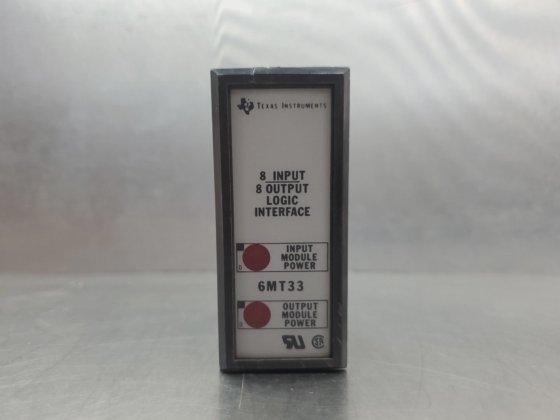 TEXAS INSTRUMENTS
8 INPUT
8 OUTPUT
LOGIC
INTERFACE
INPUT
MODULE
POWER
6MT33
OUTPUT
MODULE
POWER